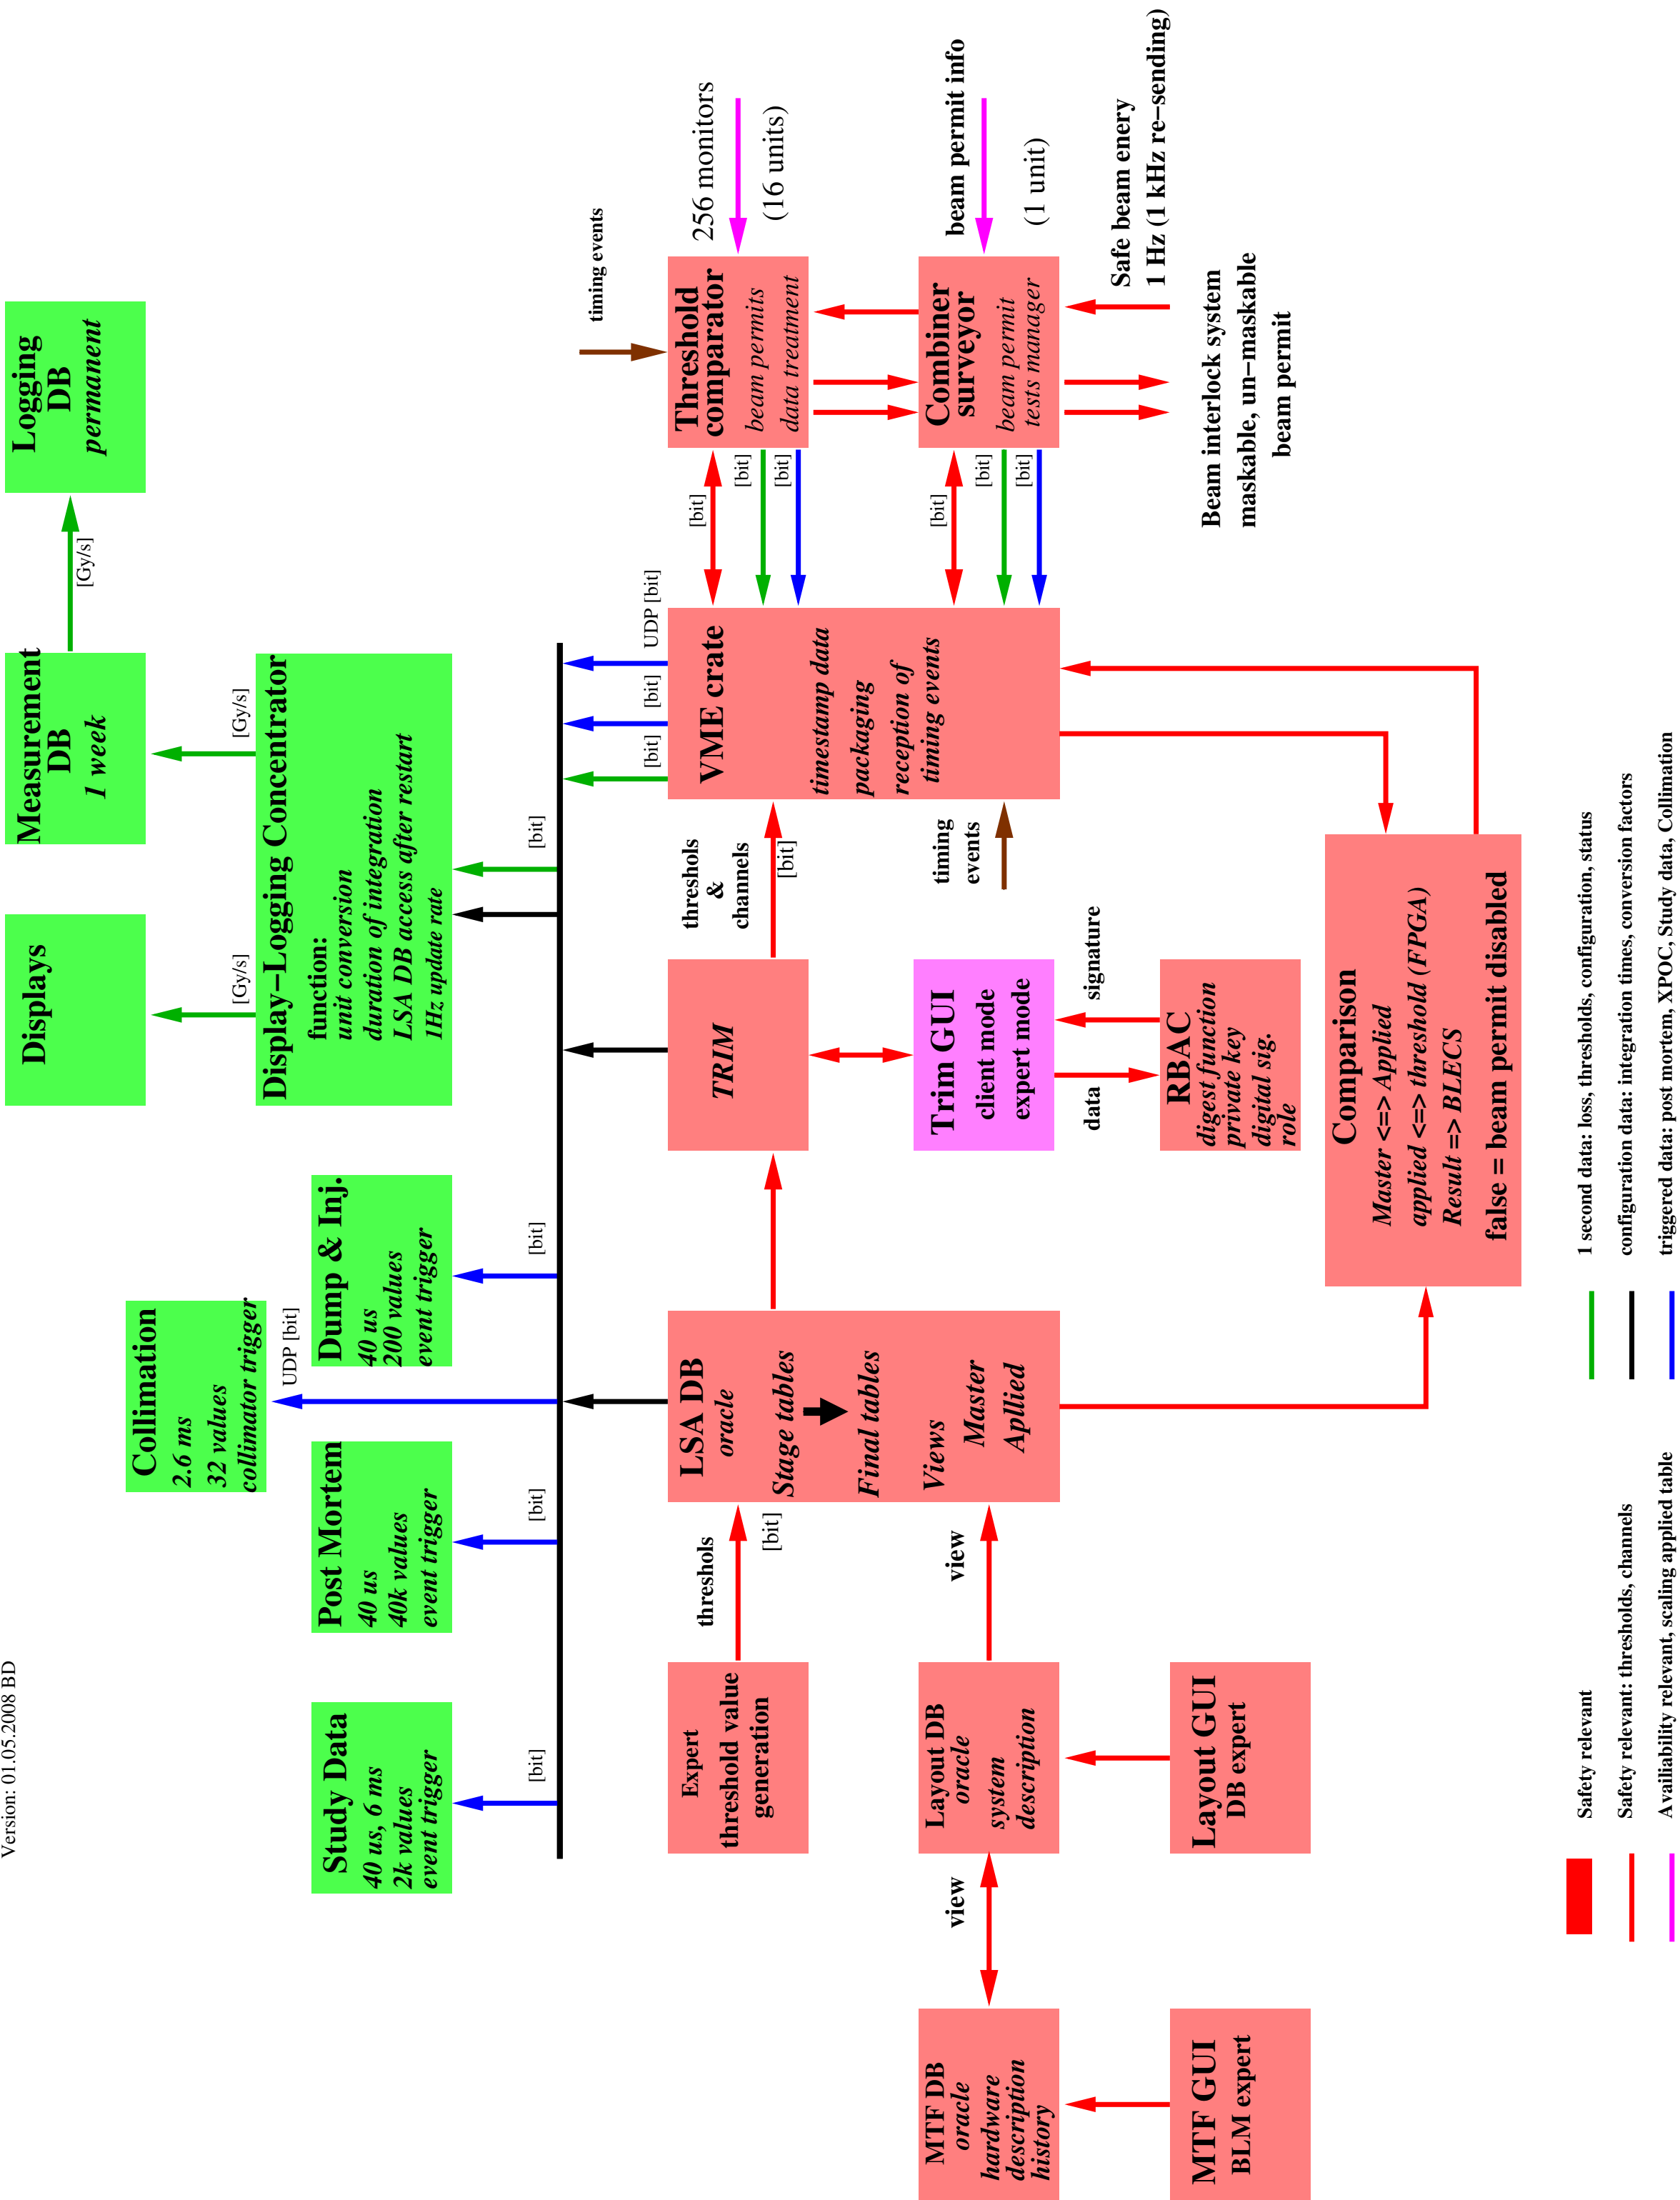 Version: 01.05.2008 BD
Study Data
40 us, 6 ms
2k values
event trigger
[bit]
Post Mortem
40 us
40k values
event trigger
[bit]
Collimation
2.6 ms
32 values
collimator trigger
UDP [bit]
Dump & Inj.
40 us
200 values
event trigger
[bit]
Displays
[Gy/s]
Measurement
DB
1 week
[Gy/s]
[Gy/s]
Logging
DB
permanent
Display-Logging Concentrator
function:
unit conversion
duration of integration
LSA DB access after restart
1Hz update rate
[bit]
Expert
threshold value
generation
threshols
[bit]
LSA DB
oracle
Stage tables
Final tables
Views
Master
Apllied
TRIM
threshols
&
channels
[bit]
VME crate
timestamp data
packaging
reception of
timing events
[bit]
[bit]
UDP [bit]
timing
events
timing events
Threshold
comparator
beam permits
data treatment
[bit]
[bit]
[bit]
256 monitors
(16 units)
Combiner
surveyor
beam permit
tests manager
[bit]
[bit]
[bit]
beam permit info
(1 unit)
Safe beam enery
1 Hz (1 kHz re-sending)
Beam interlock system
maskable, un-maskable
beam permit
MTF DB
oracle
hardware
description
history
view
Layout DB
oracle
system
description
view
MTF GUI
BLM expert
Layout GUI
DB expert
Trim GUI
client mode
expert mode
data
signature
RBAC
digest function
private key
digital sig.
role
Comparison
Master <=> Applied
applied <=> threshold (FPGA)
Result => BLECS
false = beam permit disabled
Safety relevant
Safety relevant: thresholds, channels
Availiability relevant, scaling applied table
1 second data: loss, thresholds, configuration, status
configuration data: integration times, conversion factors
triggered data: post mortem, XPOC, Study data, Collimation